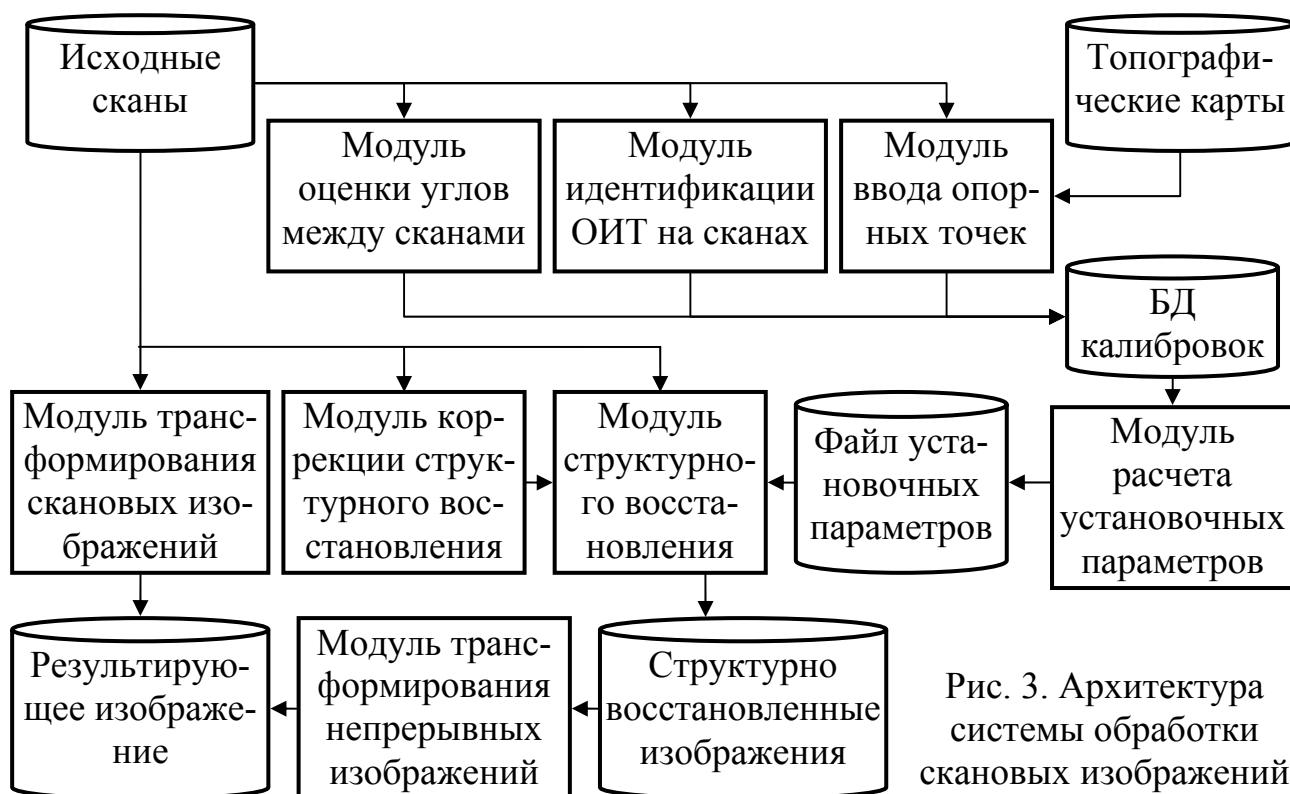 Исходные
сканы
Топографи-
ческие карты
Модуль
оценки углов
между сканами
Модуль
идентификации
ОИТ на сканах
Модуль
ввода опор-
ных точек
БД
калибровок
Модуль транс-
формирования
скановых изо-
бражений
Модуль кор-
рекции струк-
турного вос-
становления
Модуль
структурно-
го восста-
новления
Файл уста-
новочных
параметров
Модуль
расчета
установочных
параметров
Результирую-
щее изображе-
ние
Модуль транс-
формирования
непрерывных
изображений
Структурно
восстановленные
изображения
Рис. 3. Архитектура
системы обработки
скановых изображений